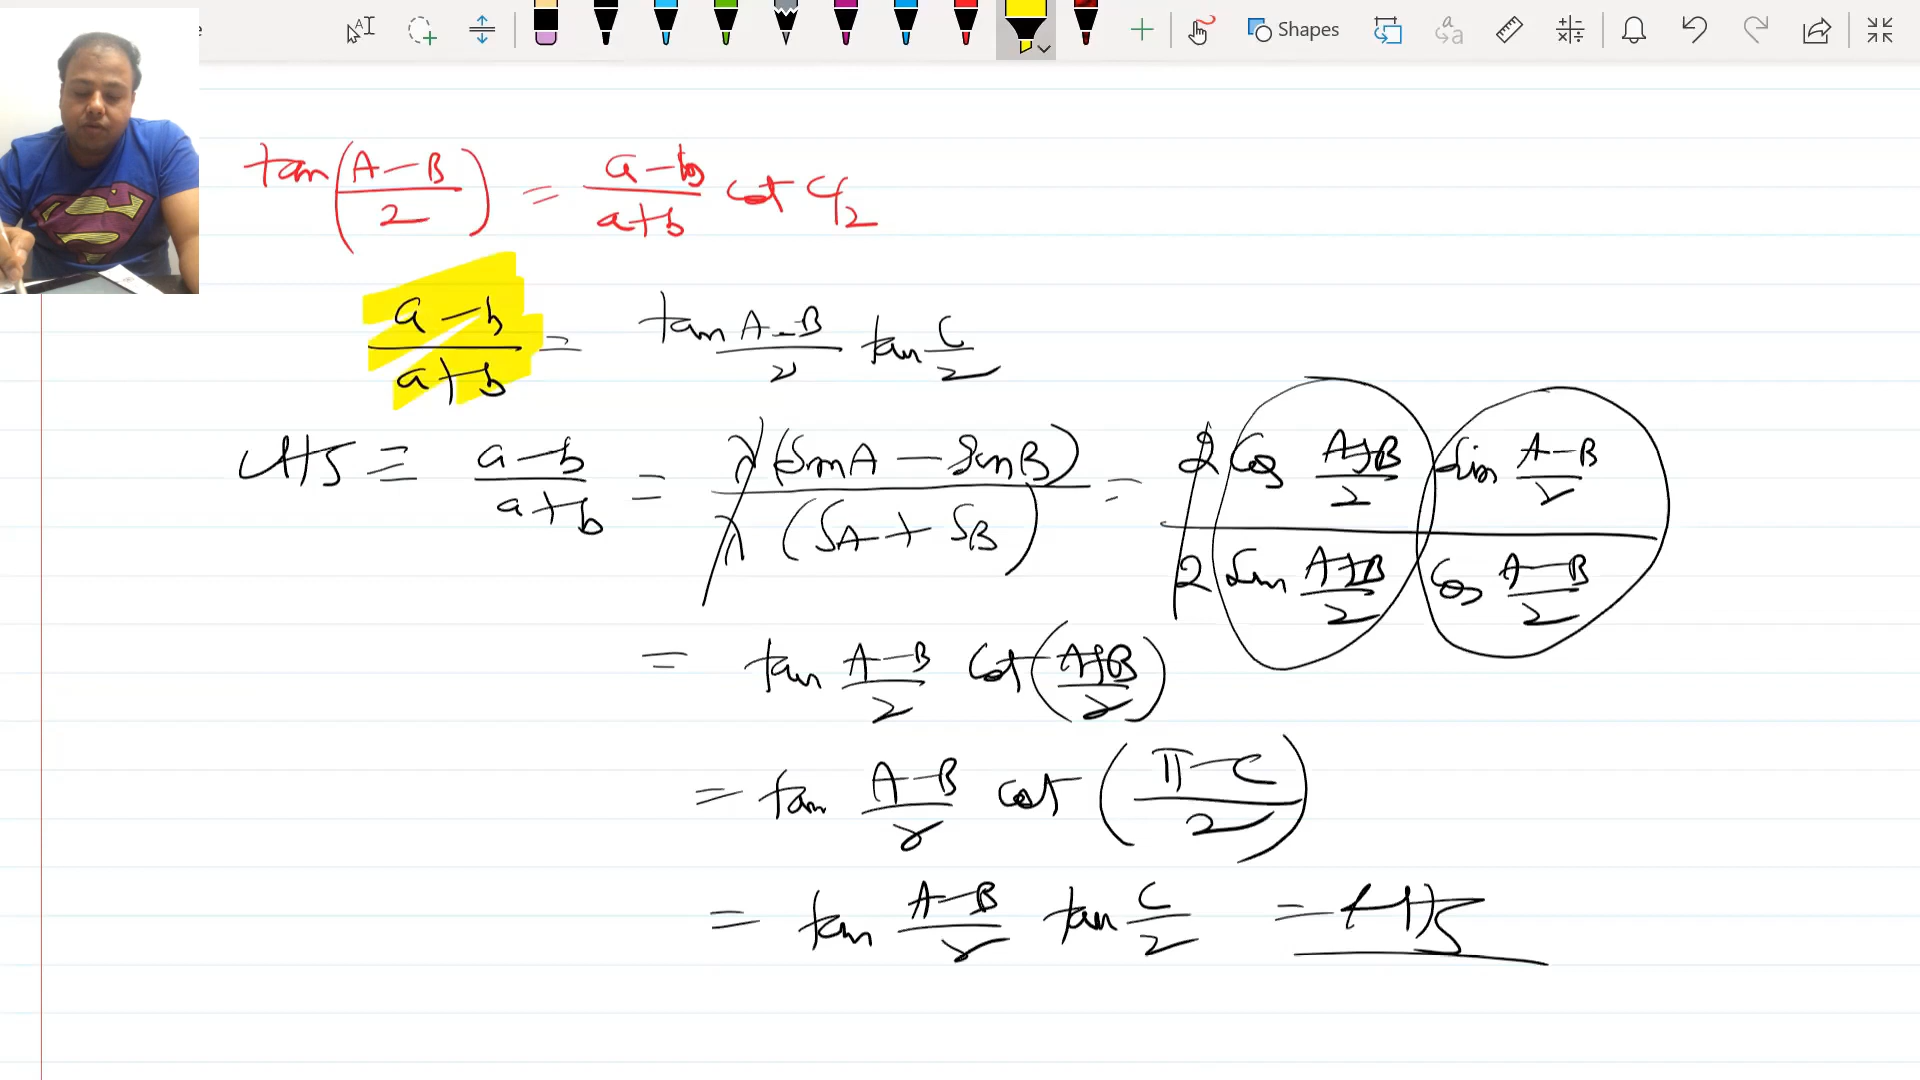 Shapes
tan((A-B)/2) = (a-b)/(a+b) cot C/2
(a-b)/(a+b) = tan (A-B)/2 tan C/2
LHS ≡ (a-b)/(a+b) = λ(SinA - SinB)/λ(SA + SB) = 2 Cos (A+B)/2 Sin (A-B)/2 / 2 Sin (A+B)/2 Cos (A-B)/2
= tan (A-B)/2 Cot((A+B)/2)
= tan (A-B)/2 cot((π-C)/2)
= tan (A-B)/2 tan C/2 =